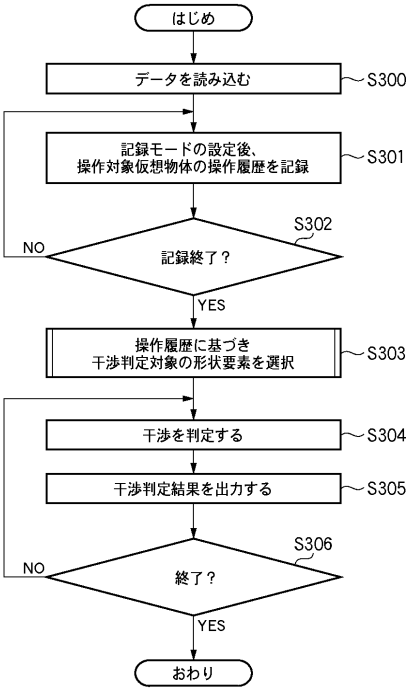 はじめ
データを読み込む
S300
記録モードの設定後、
操作対象仮想物体の操作履歴を記録
S301
S302
記録終了？
NO
YES
操作履歴に基づき
干渉判定対象の形状要素を選択
S303
干渉を判定する
S304
干渉判定結果を出力する
S305
S306
終了？
NO
YES
おわり